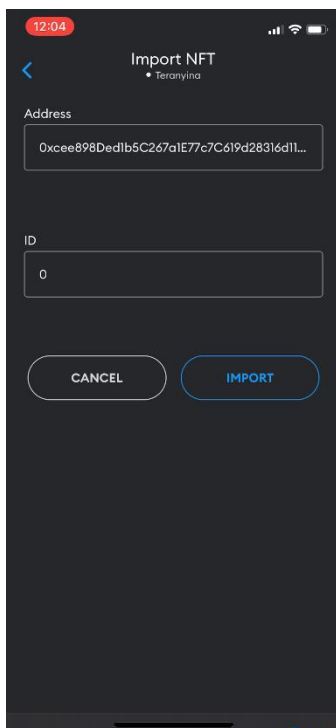 12:04
Import NFT
Teranyina
Address
0xcee898Ded1b5C267a1E77c7C619d28316d11...
ID
0
CANCEL
IMPORT